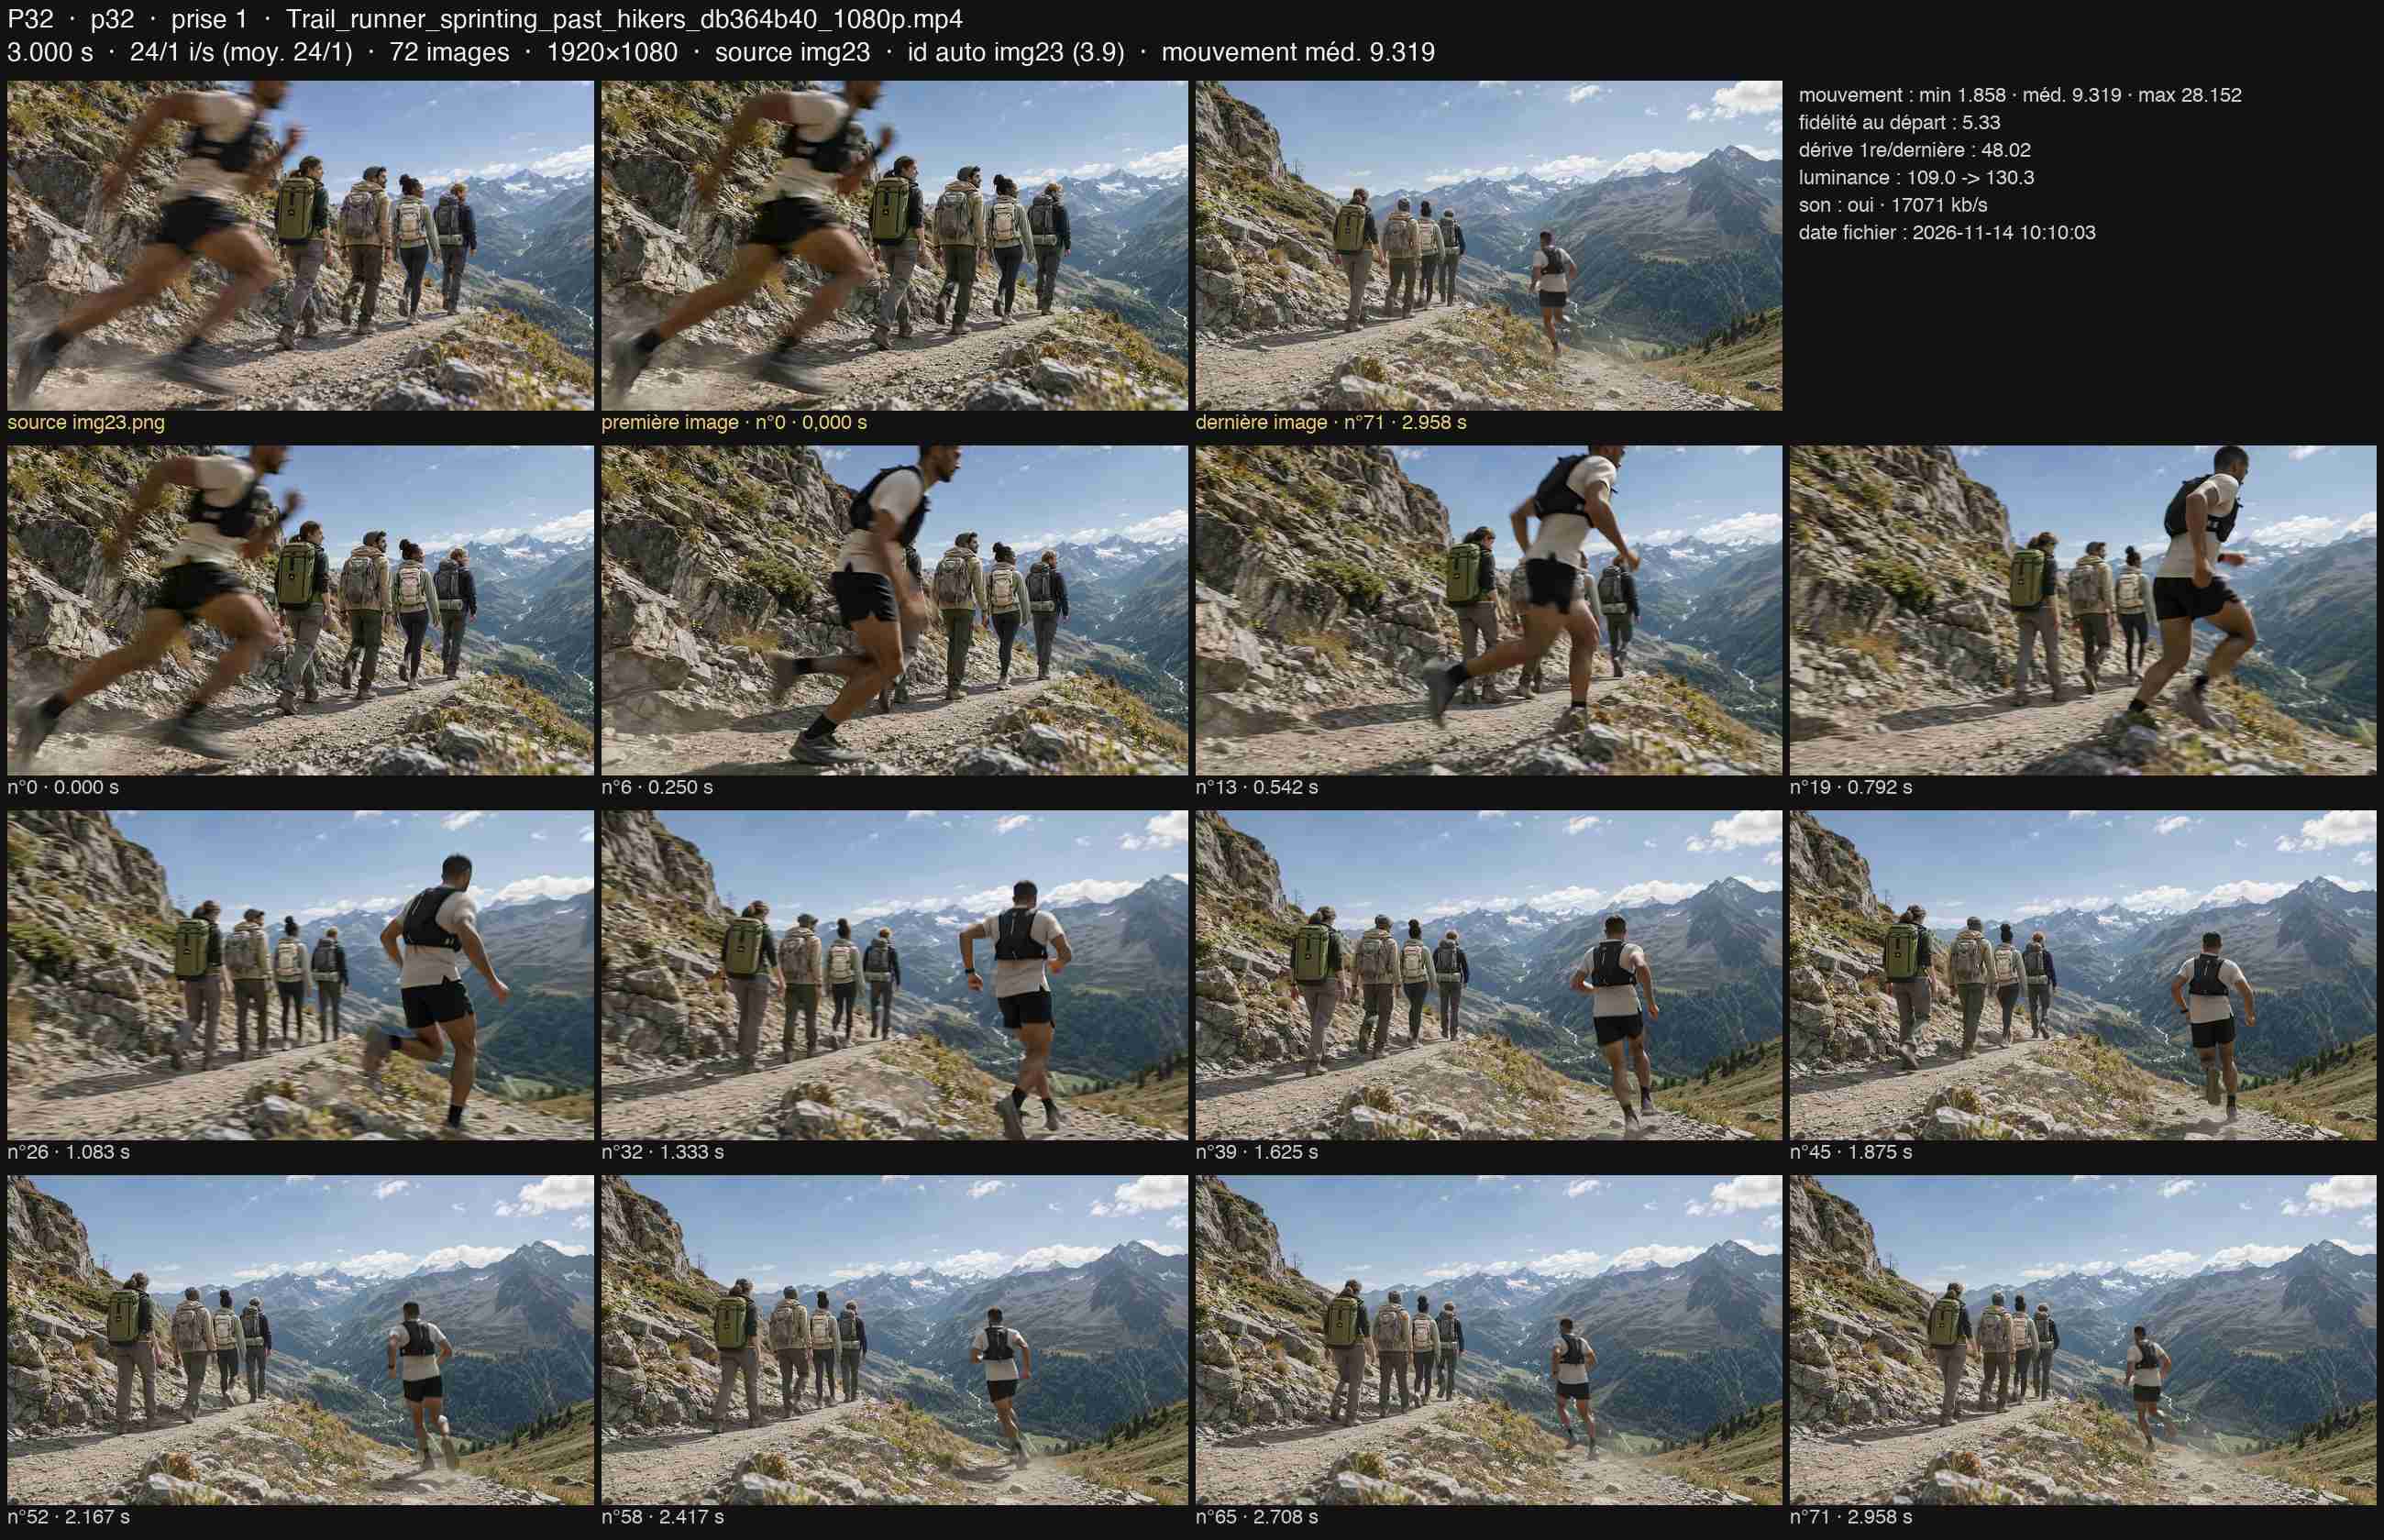 P32 · p32 · prise 1 · Trail_runner_sprinting_past_hikers_db364b40_1080p.mp4
3.000 s · 24/1 i/s (moy. 24/1) · 72 images · 1920×1080 · source img23 · id auto img23 (3.9) · mouvement méd. 9.319
mouvement : min 1.858 · méd. 9.319 · max 28.152
fidélité au départ : 5.33
dérive 1re/dernière : 48.02
luminance : 109.0 -> 130.3
son : oui · 17071 kb/s
date fichier : 2026-11-14 10:10:03
source img23.png
première image · n°0 · 0,000 s
dernière image · n°71 · 2.958 s
n°0 · 0.000 s
n°6 · 0.250 s
n°13 · 0.542 s
n°19 · 0.792 s
n°26 · 1.083 s
n°32 · 1.333 s
n°39 · 1.625 s
n°45 · 1.875 s
n°52 · 2.167 s
n°58 · 2.417 s
n°65 · 2.708 s
n°71 · 2.958 s